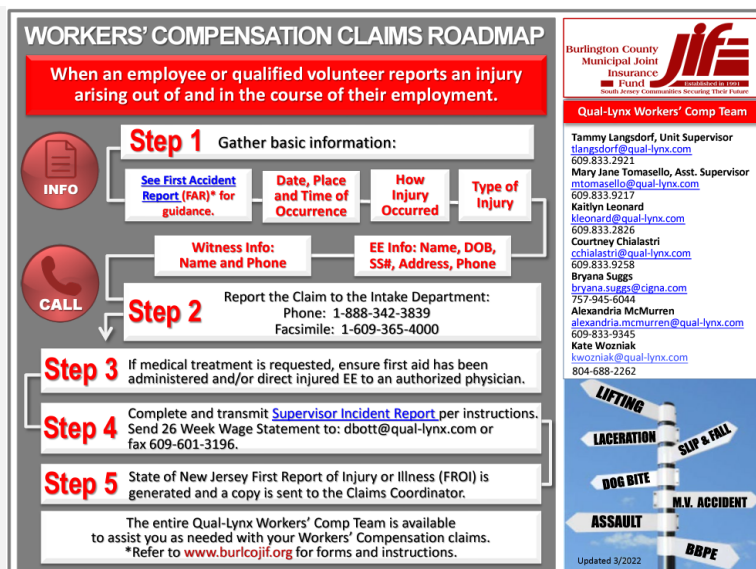 WORKERS' COMPENSATION CLAIMS ROADMAP
When an employee or qualified volunteer reports an injury
arising out of and in the course of their employment.
INFO
Step 1 Gather basic information:
See First Accident
Report (FAR)* for
guidance.
Date, Place
and Time of
Occurrence
How
Injury
Occurred
Type of
Injury
Witness Info:
Name and Phone
EE Info: Name, DOB,
SS#, Address, Phone
CALL
Step 2
Report the Claim to the Intake Department:
Phone: 1-888-342-3839
Facsimile: 1-609-365-4000
Step 3
If medical treatment is requested, ensure first aid has been
administered and/or direct injured EE to an authorized physician.
Step 4
Complete and transmit Supervisor Incident Report per instructions.
Send 26 Week Wage Statement to: dbott@qual-lynx.com or
fax 609-601-3196.
Step 5
State of New Jersey First Report of Injury or Illness (FROI) is
generated and a copy is sent to the Claims Coordinator.
The entire Qual-Lynx Workers' Comp Team is available
to assist you as needed with your Workers' Compensation claims.
*Refer to www.burlcojif.org for forms and instructions.
Burlington County
Municipal Joint
Insurance
Fund
JIF
Established in 1991
South Jersey Communities Securing Their Future
Qual-Lynx Workers' Comp Team
Tammy Langsdorf, Unit Supervisor
tlangsdorf@qual-lynx.com
609.833.2921
Mary Jane Tomasello, Asst. Supervisor
mtomasello@qual-lynx.com
609.833.9217
Kaitlyn Leonard
kleonard@qual-lynx.com
609.833.2826
Courtney Chialastri
cchialastri@qual-lynx.com
609.833.9258
Bryana Suggs
bryana.suggs@cigna.com
757-945-6044
Alexandria McMurren
alexandria.mcmurren@qual-lynx.com
609-833-9345
Kate Wozniak
kwozniak@qual-lynx.com
804-688-2262
LIFTING
LACERATION
SLIP & FALL
DOG BITE
M.V. ACCIDENT
ASSAULT
BBPE
Updated 3/2022